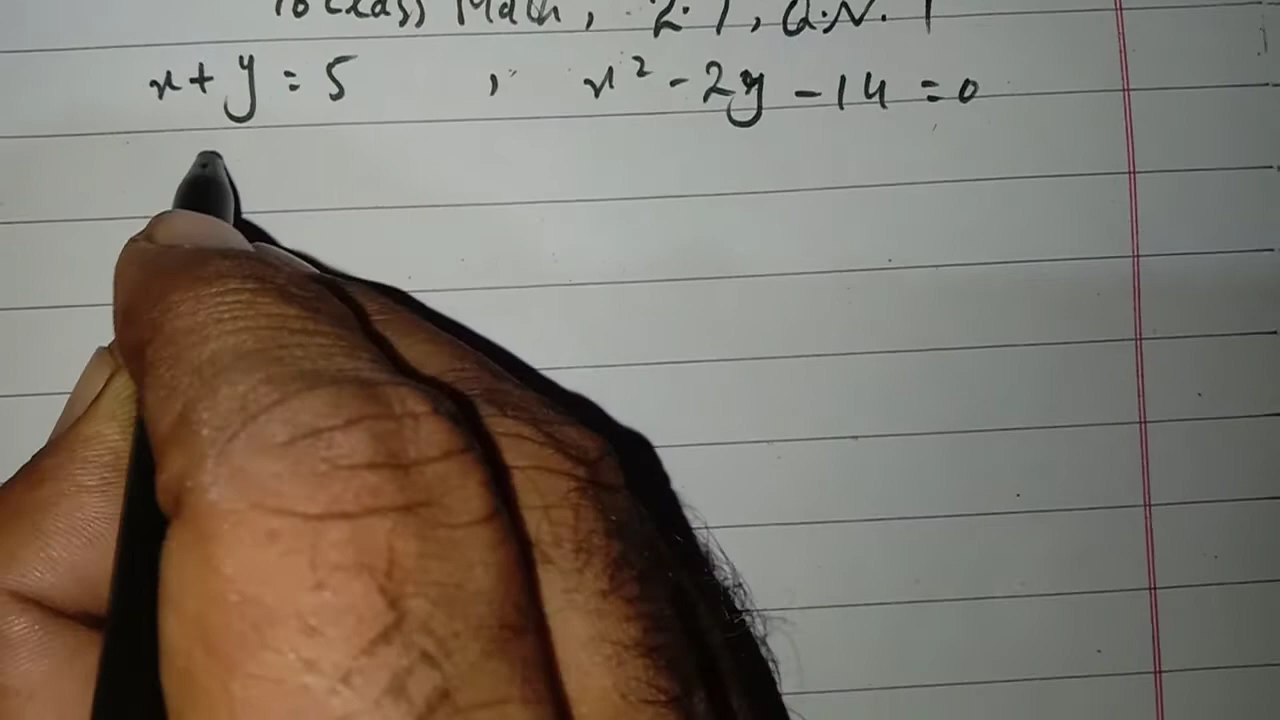 10 Class Math, 2.1, Q.N. 1
x + y = 5 , x² - 2y - 14 = 0